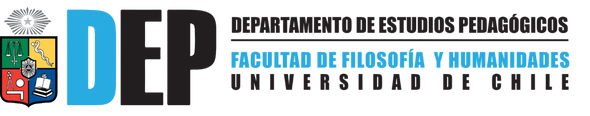 DEP
DEPARTAMENTO DE ESTUDIOS PEDAGÓGICOS
FACULTAD DE FILOSOFÍA Y HUMANIDADES
UNIVERSIDAD DE CHILE